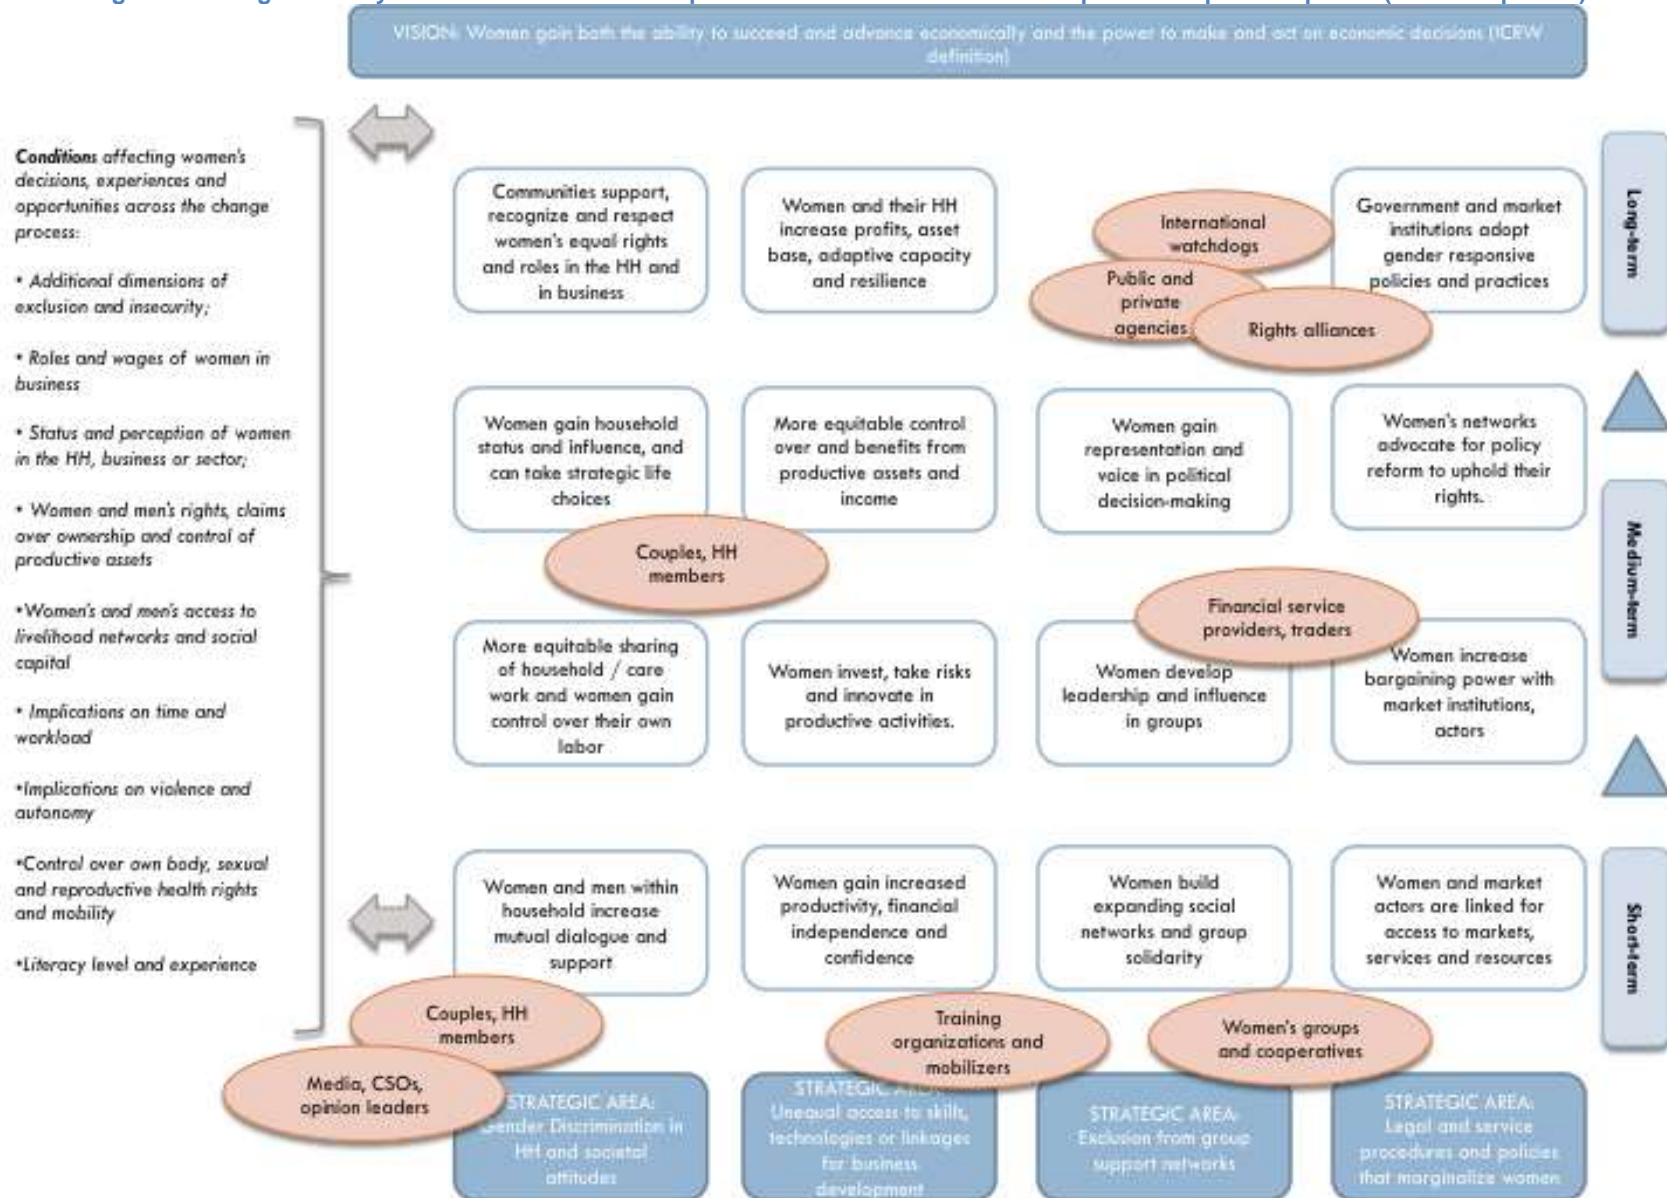 VISION: Women gain both the ability to succeed and advance economically and the power to make and act on economic decisions (ICRW
definition)
Conditions affecting women's
decisions, experiences and
opportunities across the change
process:
• Additional dimensions of
exclusion and insecurity;
• Roles and wages of women in
business
• Status and perception of women
in the HH, business or sector;
• Women and men's rights, claims
over ownership and control of
productive assets
•Women's and men's access to
livelihood networks and social
capital
• Implications on time and
workload
•Implications on violence and
autonomy
•Control over own body, sexual
and reproductive health rights
and mobility
•Literacy level and experience
Communities support,
recognize and respect
women's equal rights
and roles in the HH and
in business
Women and their HH
increase profits, asset
base, adaptive capacity
and resilience
International
watchdogs
Public and
private
agencies
Rights alliances
Government and market
institutions adopt
gender responsive
policies and practices
Long-term
Women gain household
status and influence, and
can take strategic life
choices
More equitable control
over and benefits from
productive assets and
income
Women gain
representation and
voice in political
decision-making
Women's networks
advocate for policy
reform to uphold their
rights.
Couples, HH
members
Financial service
providers, traders
Medium-term
More equitable sharing
of household / care
work and women gain
control over their own
labor
Women invest, take risks
and innovate in
productive activities.
Women develop
leadership and influence
in groups
Women increase
bargaining power with
market institutions,
actors
Women and men within
household increase
mutual dialogue and
support
Women gain increased
productivity, financial
independence and
confidence
Women build
expanding social
networks and group
solidarity
Women and market
actors are linked for
access to markets,
services and resources
Short-term
Couples, HH
members
Media, CSOs,
opinion leaders
Training
organizations and
mobilizers
Women's groups
and cooperatives
STRATEGIC AREA:
Gender Discrimination in
HH and societal
attitudes
STRATEGIC
Unequal access to skills,
technologies or linkages
for business
development
STRATEGIC AREA:
Exclusion from group
support networks
STRATEGIC AREA:
Legal and service
procedures and policies
that marginalize women